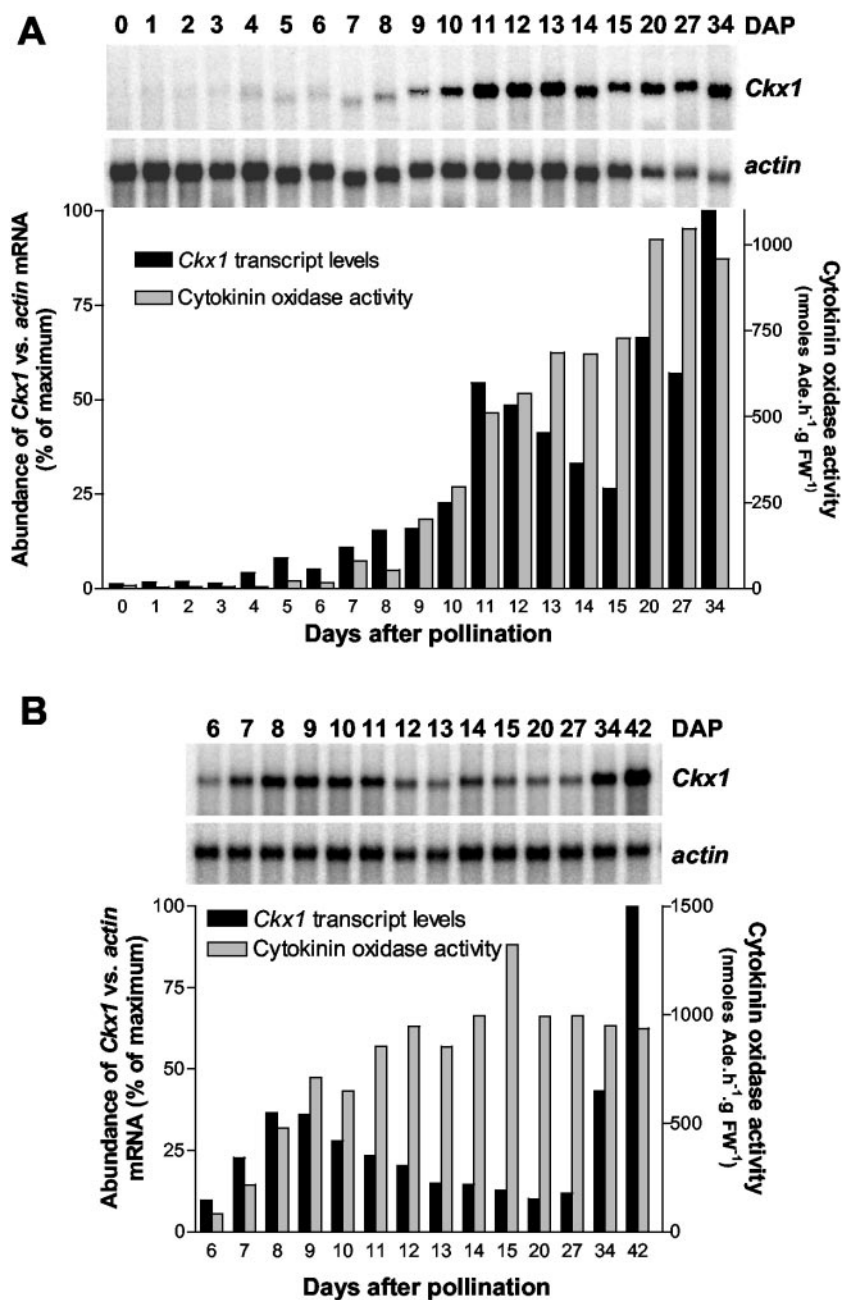 A
0 1 2 3 4 5 6 7 8 9 10 11 12 13 14 15 20 27 34 DAP
Ckx1
actin
Abundance of Ckx1 vs. actin mRNA
(% of maximum)
100
75
50
25
0
Ckx1 transcript levels
Cytokinin oxidase activity
1000
750
500
250
0
Cytokinin oxidase activity
(nmoles Ade.h-1.g FW-1)
0 1 2 3 4 5 6 7 8 9 10 11 12 13 14 15 20 27 34
Days after pollination
B
6 7 8 9 10 11 12 13 14 15 20 27 34 42 DAP
Ckx1
actin
Abundance of Ckx1 vs. actin
mRNA (% of maximum)
100
75
50
25
0
Ckx1 transcript levels
Cytokinin oxidase activity
1500
1000
500
0
Cytokinin oxidase activity
(nmoles Ade.h-1.g FW-1)
6 7 8 9 10 11 12 13 14 15 20 27 34 42
Days after pollination